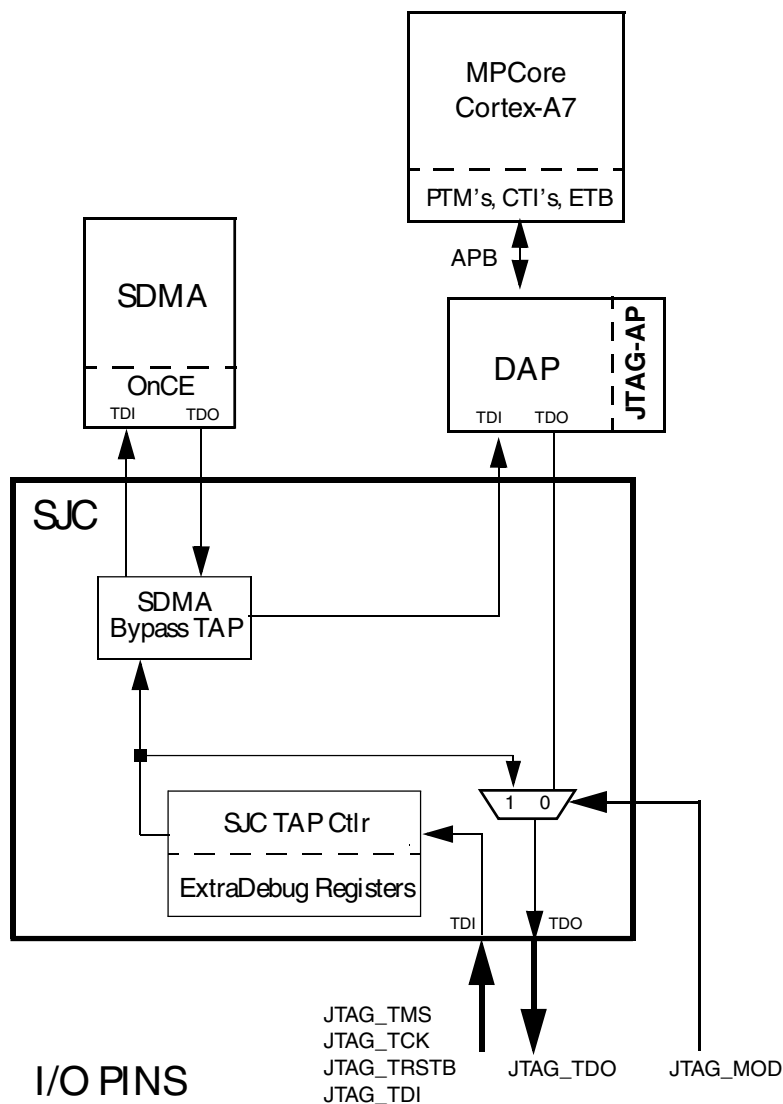 MPCore
Cortex-A7
PTM's, CTI's, ETB
APB
SDMA
OnCE
TDI TDO
DAP
JTAG-AP
TDI TDO
SJC
SDMA
Bypass TAP
1 0
SJC TAP Ctlr
ExtraDebug Registers
TDI TDO
JTAG_TMS
JTAG_TCK
JTAG_TRSTB
JTAG_TDI
JTAG_TDO
JTAG_MOD
I/O PINS